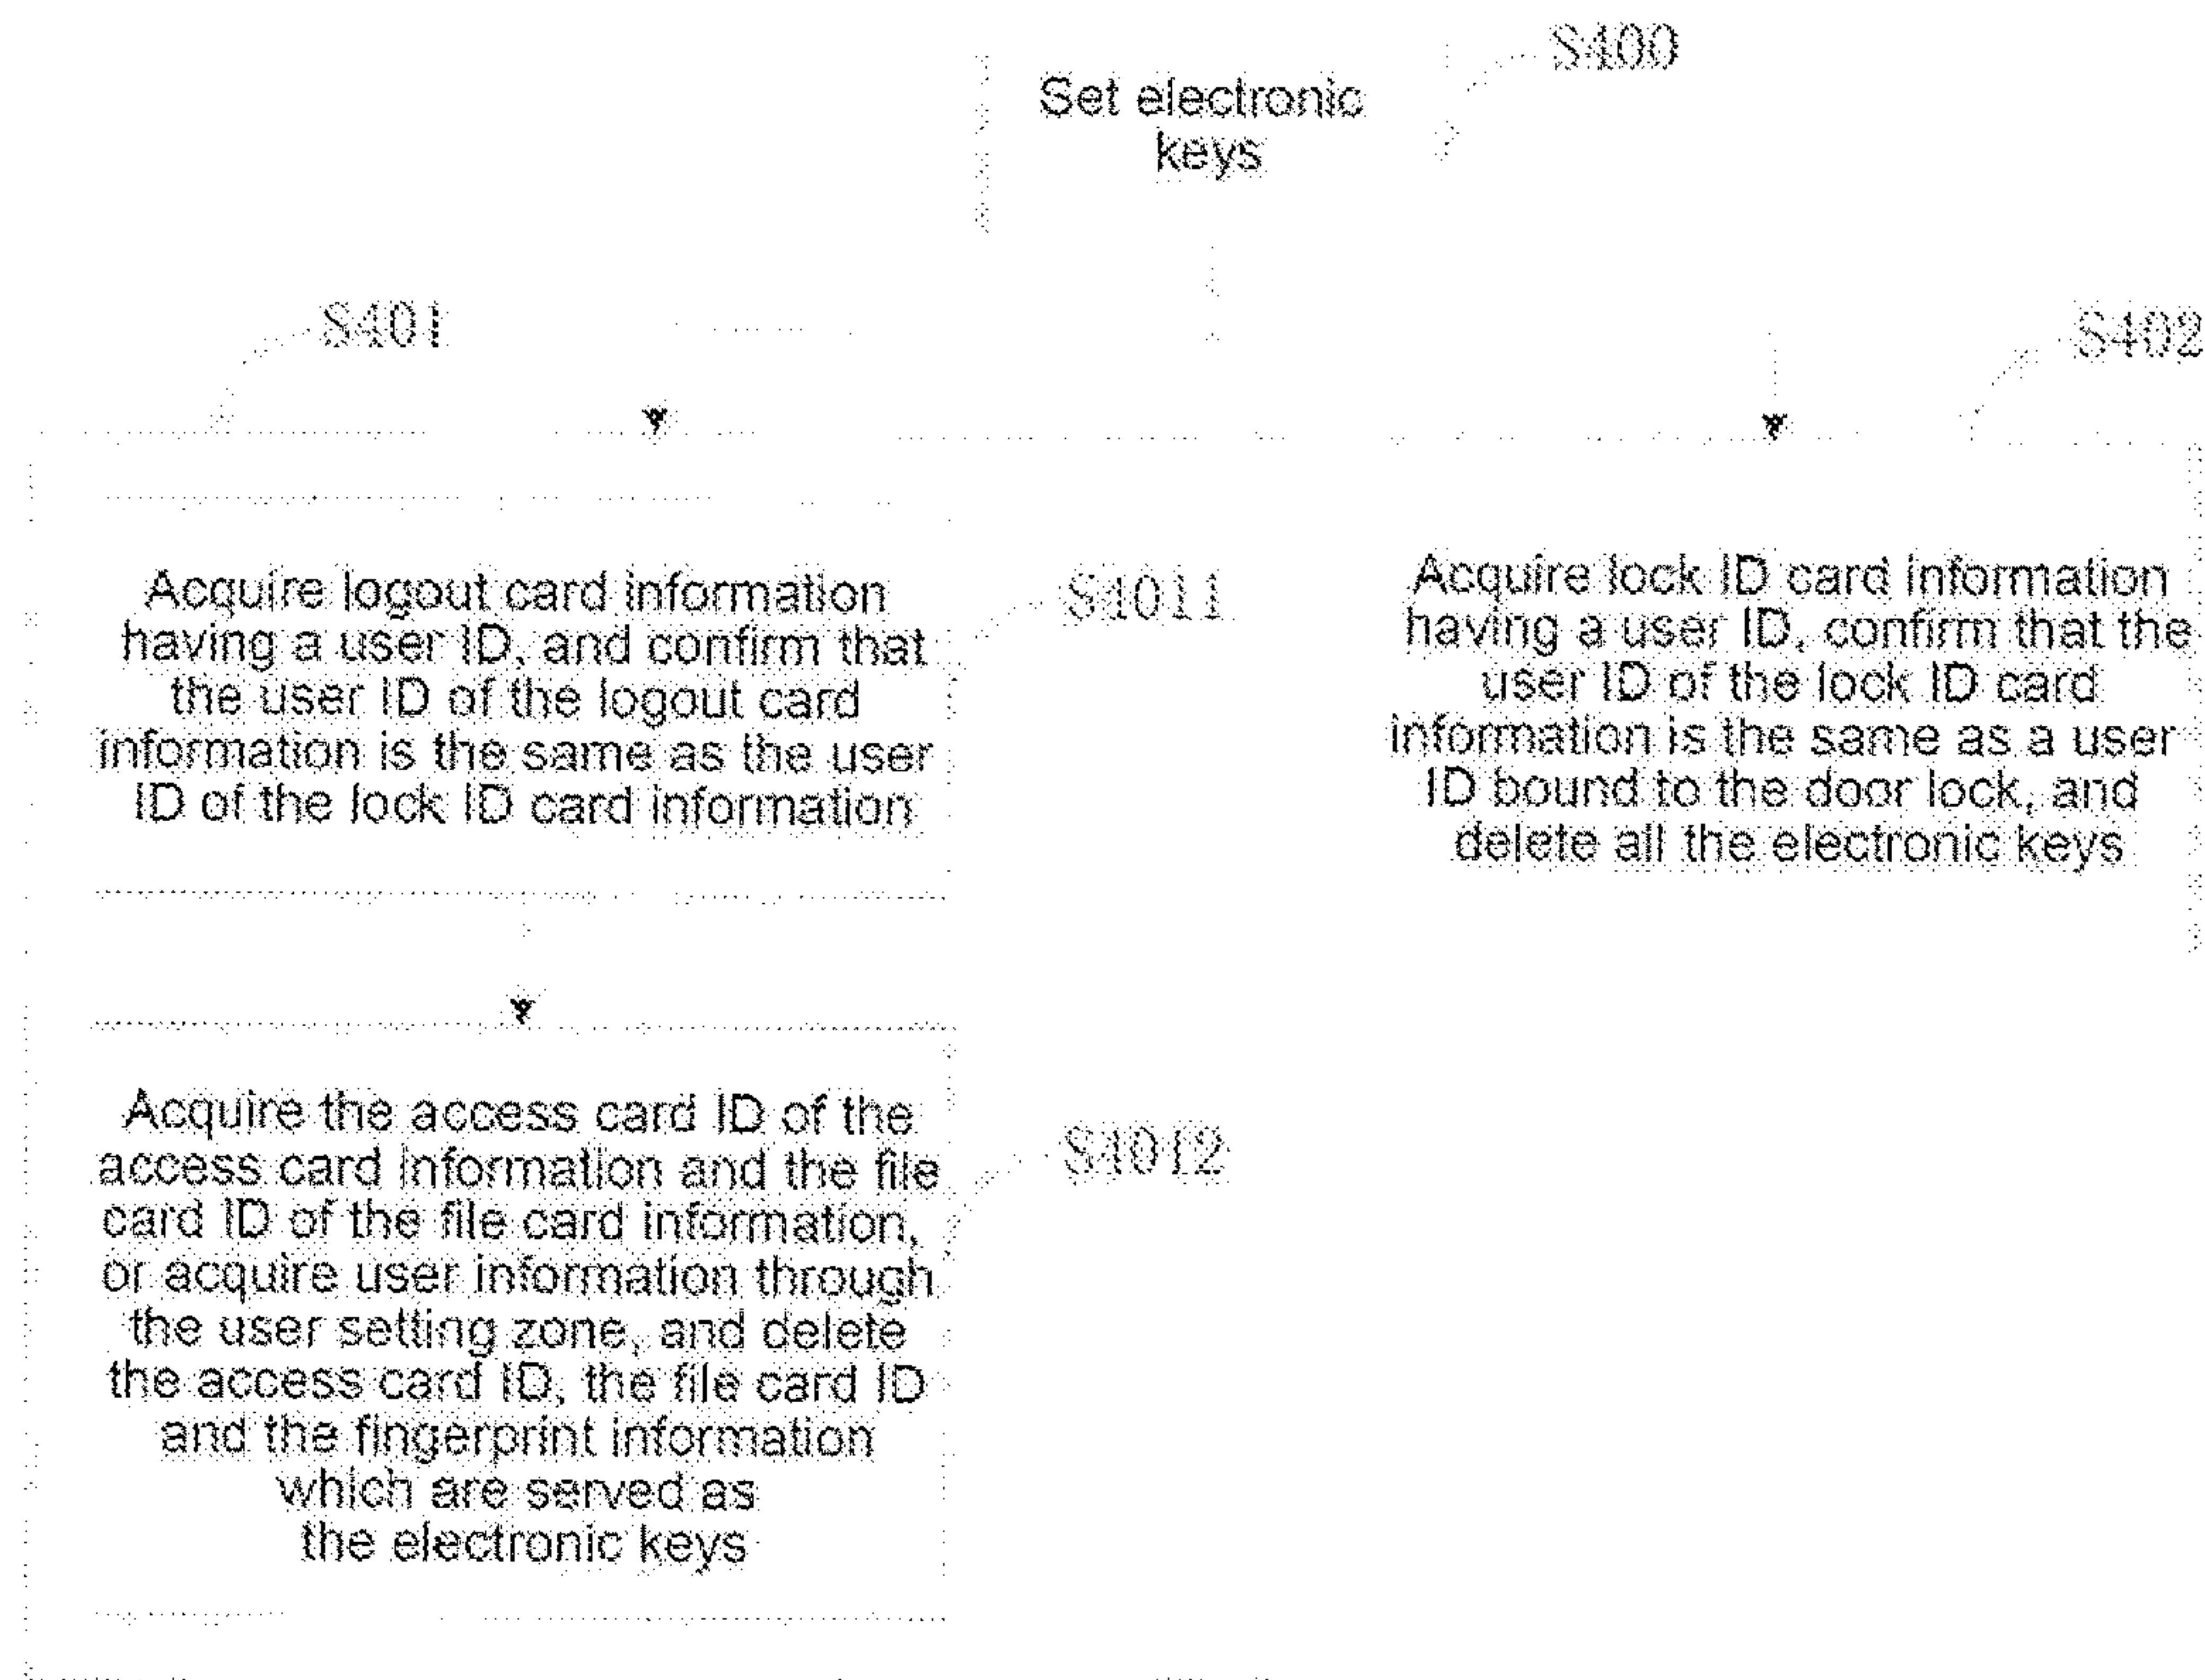 S400
Set electronic
keys
S401
S402
Acquire logout card information
having a user ID, and confirm that
the user ID of the logout card
information is the same as the user
ID of the lock ID card information
S4011
Acquire lock ID card information
having a user ID, confirm that the
user ID of the lock ID card
information is the same as a user
ID bound to the door lock, and
delete all the electronic keys
Acquire the access card ID of the
access card information and the file
card ID of the file card information,
or acquire user information through
the user setting zone, and delete
the access card ID, the file card ID
and the fingerprint information
which are served as
the electronic keys
S4012